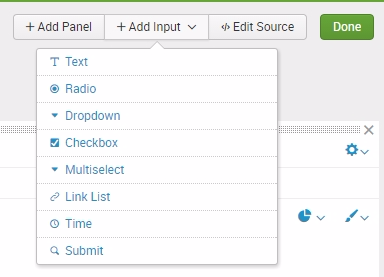 + Add Panel + Add Input </> Edit Source Done
Text
Radio
Dropdown
Checkbox
Multiselect
Link List
Time
Submit